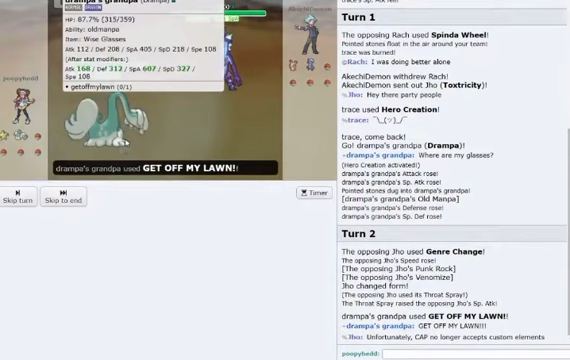 drampa's grandpa (Drampa)
NORMAL DRAGON
HP: 87.7% (315/359)
Ability: oldmanpa
Item: Wise Glasses
Atk 112 / Def 208 / SpA 405 / SpD 218 / Spe 108
(After stat modifiers:)
Atk 168 / Def 312 / SpA 607 / SpD 327 /
Spe 108
• getoffmylawn (0/1)
poopyhedd
AkechiDemon
drampa's grandpa used GET OFF MY LAWN!!
Skip turn
Skip to end
Timer
Turn 1
The opposing Rach used Spinda Wheel!
Pointed stones float in the air around your team!
trace was burned!
Rach: I was doing better alone
AkechiDemon withdrew Rach!
AkechiDemon sent out Jho (Toxtricity)!
Jho: Hey there party people
trace used Hero Creation!
trace: ¯\_(ツ)_/¯
trace, come back!
Go! drampa's grandpa (Drampa)!
~drampa's grandpa: Where are my glasses?
(Hero Creation activated!)
drampa's grandpa's Attack rose!
drampa's grandpa's Sp. Atk rose!
Pointed stones dug into drampa's grandpa!
[drampa's grandpa's Old Manpa]
drampa's grandpa's Defense rose!
drampa's grandpa's Sp. Def rose!
Turn 2
The opposing Jho used Genre Change!
The opposing Jho's Speed rose!
[The opposing Jho's Punk Rock]
[The opposing Jho's Venomize]
Jho changed form!
(The opposing Jho used its Throat Spray!)
The Throat Spray raised the opposing Jho's Sp. Atk!
drampa's grandpa used GET OFF MY LAWN!!
~drampa's grandpa: GET OFF MY LAWN!!!
Jho: Unfortunately, CAP no longer accepts custom elements
poopyhedd: